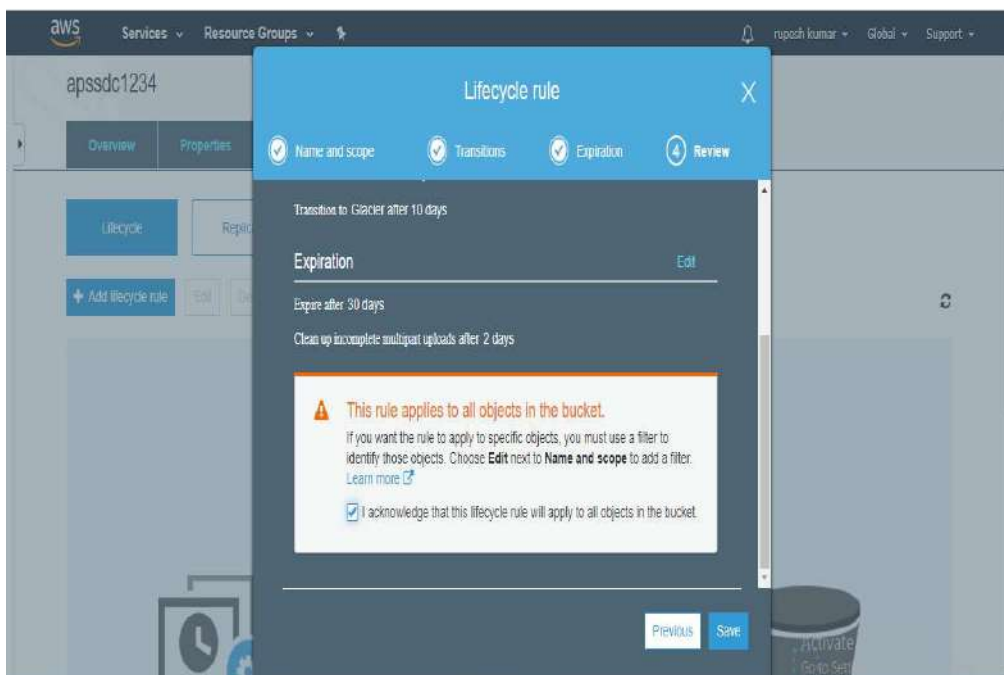 aws Services Resource Groups rupesh kumar Global Support
apssdc1234
Lifecycle rule X
Overview Properties
Name and scope Transitions Expiration 4 Review
Transition to Glacier after 10 days
Lifecycle
Expiration Edit
+ Add lifecycle rule Edit
Expire after 30 days
Clean up incomplete multipart uploads after 2 days
This rule applies to all objects in the bucket.
If you want the rule to apply to specific objects, you must use a filter to
identify those objects. Choose Edit next to Name and scope to add a filter.
Learn more
I acknowledge that this lifecycle rule will apply to all objects in the bucket.
Previous Save
Activate
Go to